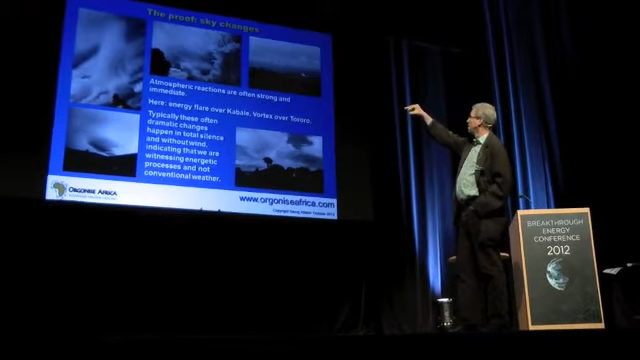 The proof: sky changes
Atmospheric reactions are often strong and
immediate.
Here: energy flare over Kabale, Vortex over Tororo.
Typically these often
dramatic changes
happen in total silence
and without wind,
indicating that we are
witnessing energetic
processes and not
conventional weather.
ORGONISE AFRICA
www.orgoniseafrica.com
BREAKTHROUGH
ENERGY
CONFERENCE
2012